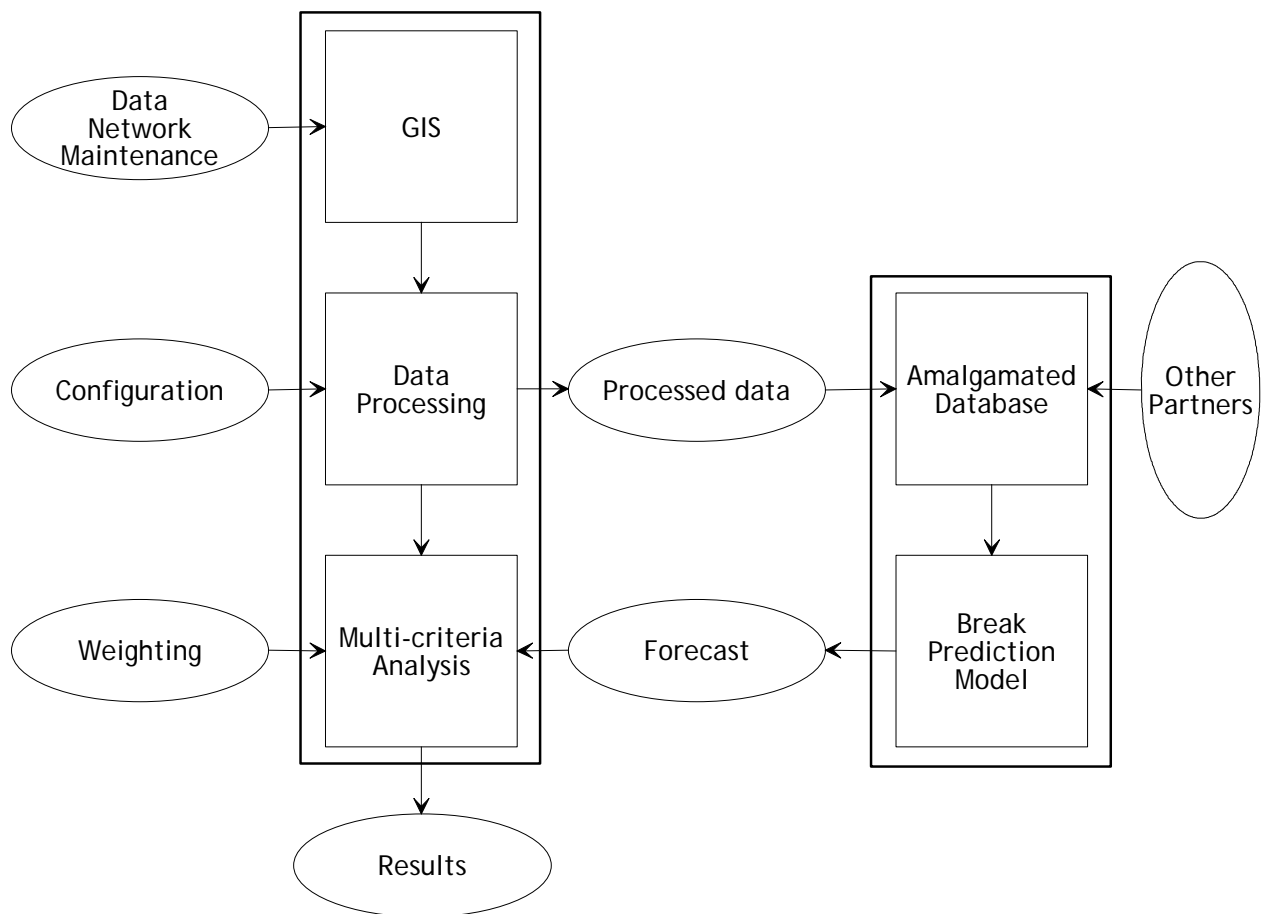 Data
Network
Maintenance
GIS
Configuration
Data
Processing
Processed data
Amalgamated
Database
Other
Partners
Weighting
Multi-criteria
Analysis
Forecast
Break
Prediction
Model
Results